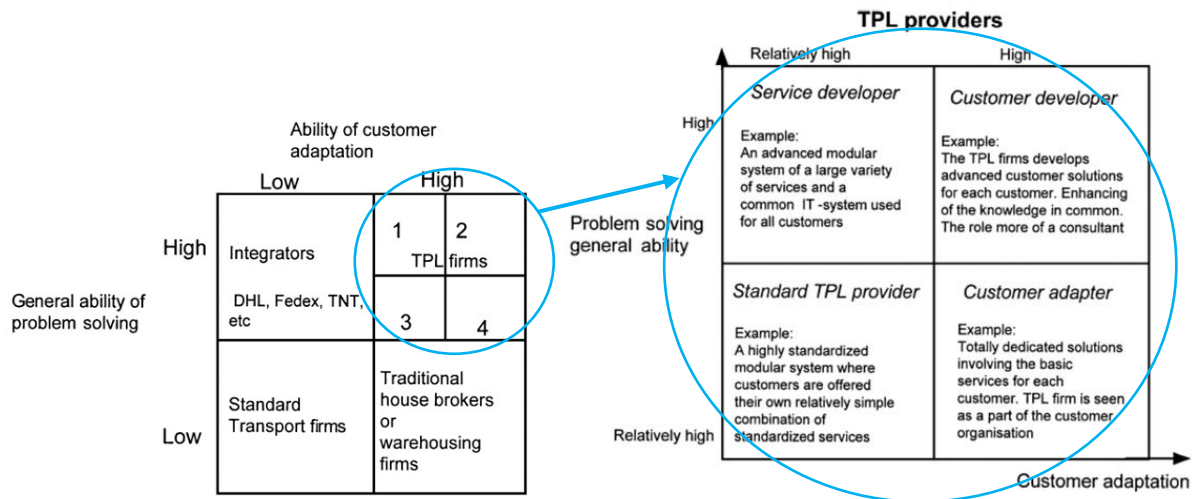 Ability of customer
adaptation
Low
High
High
General ability of
problem solving
Low
Integrators
DHL, Fedex, TNT,
etc
1
2
TPL firms
3
4
Standard
Transport firms
Traditional
house brokers
or
warehousing
firms
TPL providers
Relatively high
High
Problem solving
general ability
High
Relatively high
Service developer
Example:
An advanced modular
system of a large variety
of services and a
common IT -system used
for all customers
Customer developer
Example:
The TPL firms develops
advanced customer solutions
for each customer. Enhancing
of the knowledge in common.
The role more of a consultant
Standard TPL provider
Example:
A highly standardized
modular system where
customers are offered
their own relatively simple
combination of
standardized services
Customer adapter
Example:
Totally dedicated solutions
involving the basic
services for each
customer. TPL firm is seen
as a part of the customer
organisation
Customer adaptation